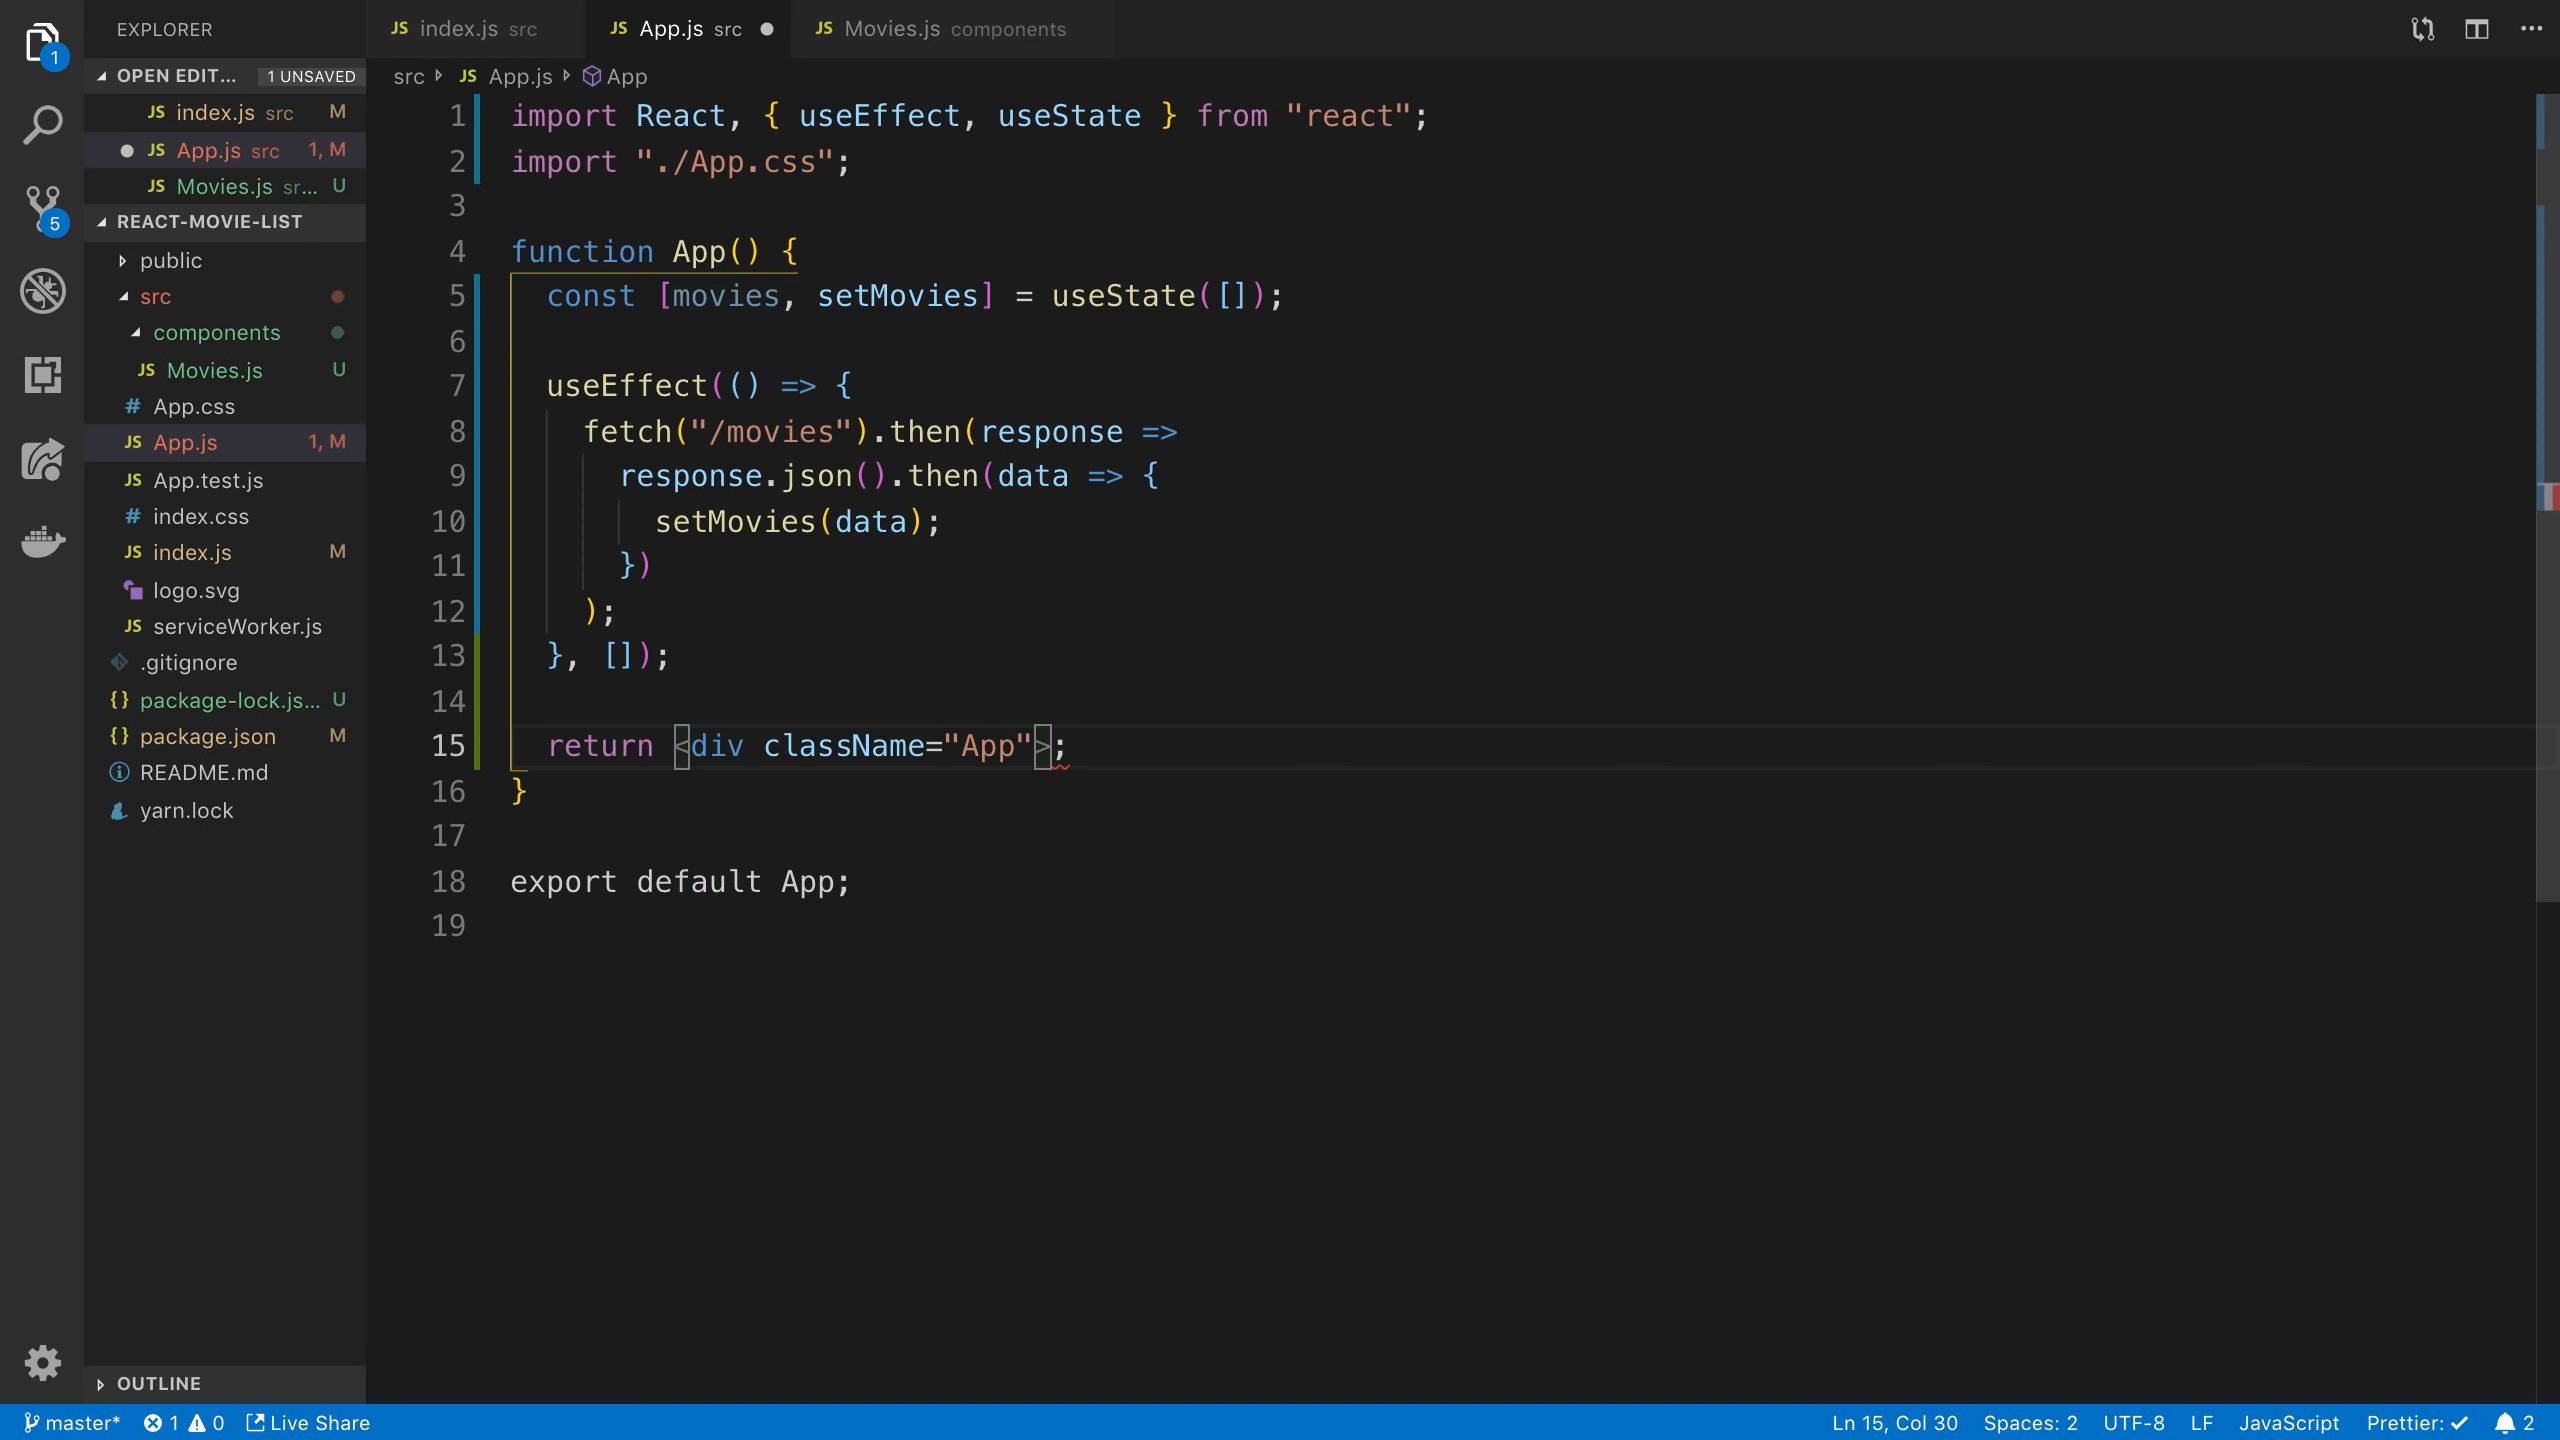 EXPLORER
JS index.js src
JS App.js src
JS Movies.js components
OPEN EDIT... 1 UNSAVED
JS index.js src M
JS App.js src 1, M
JS Movies.js sr... U
REACT-MOVIE-LIST
public
src
components
JS Movies.js U
# App.css
JS App.js 1, M
JS App.test.js
# index.css
JS index.js M
logo.svg
JS serviceWorker.js
.gitignore
{} package-lock.js... U
{} package.json M
README.md
yarn.lock
OUTLINE
1
5
src JS App.js App
1 import React, { useEffect, useState } from "react";
2 import "./App.css";
3
4 function App() {
5 const [movies, setMovies] = useState([]);
6
7 useEffect(() => {
8 fetch("/movies").then(response =>
9 response.json().then(data => {
10 setMovies(data);
11 })
12 );
13 }, []);
14
15 return <div className="App">;
16 }
17
18 export default App;
19
master* 1 0 Live Share
Ln 15, Col 30 Spaces: 2 UTF-8 LF JavaScript Prettier: 2